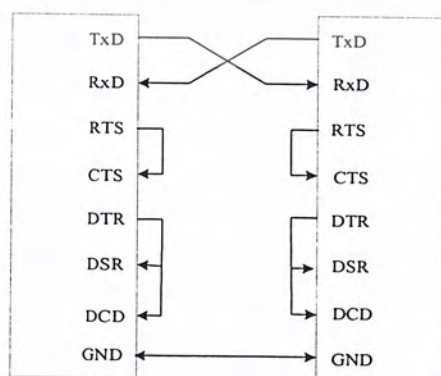 TxD TxD
RxD RxD
RTS RTS
CTS CTS
DTR DTR
DSR DSR
DCD DCD
GND GND